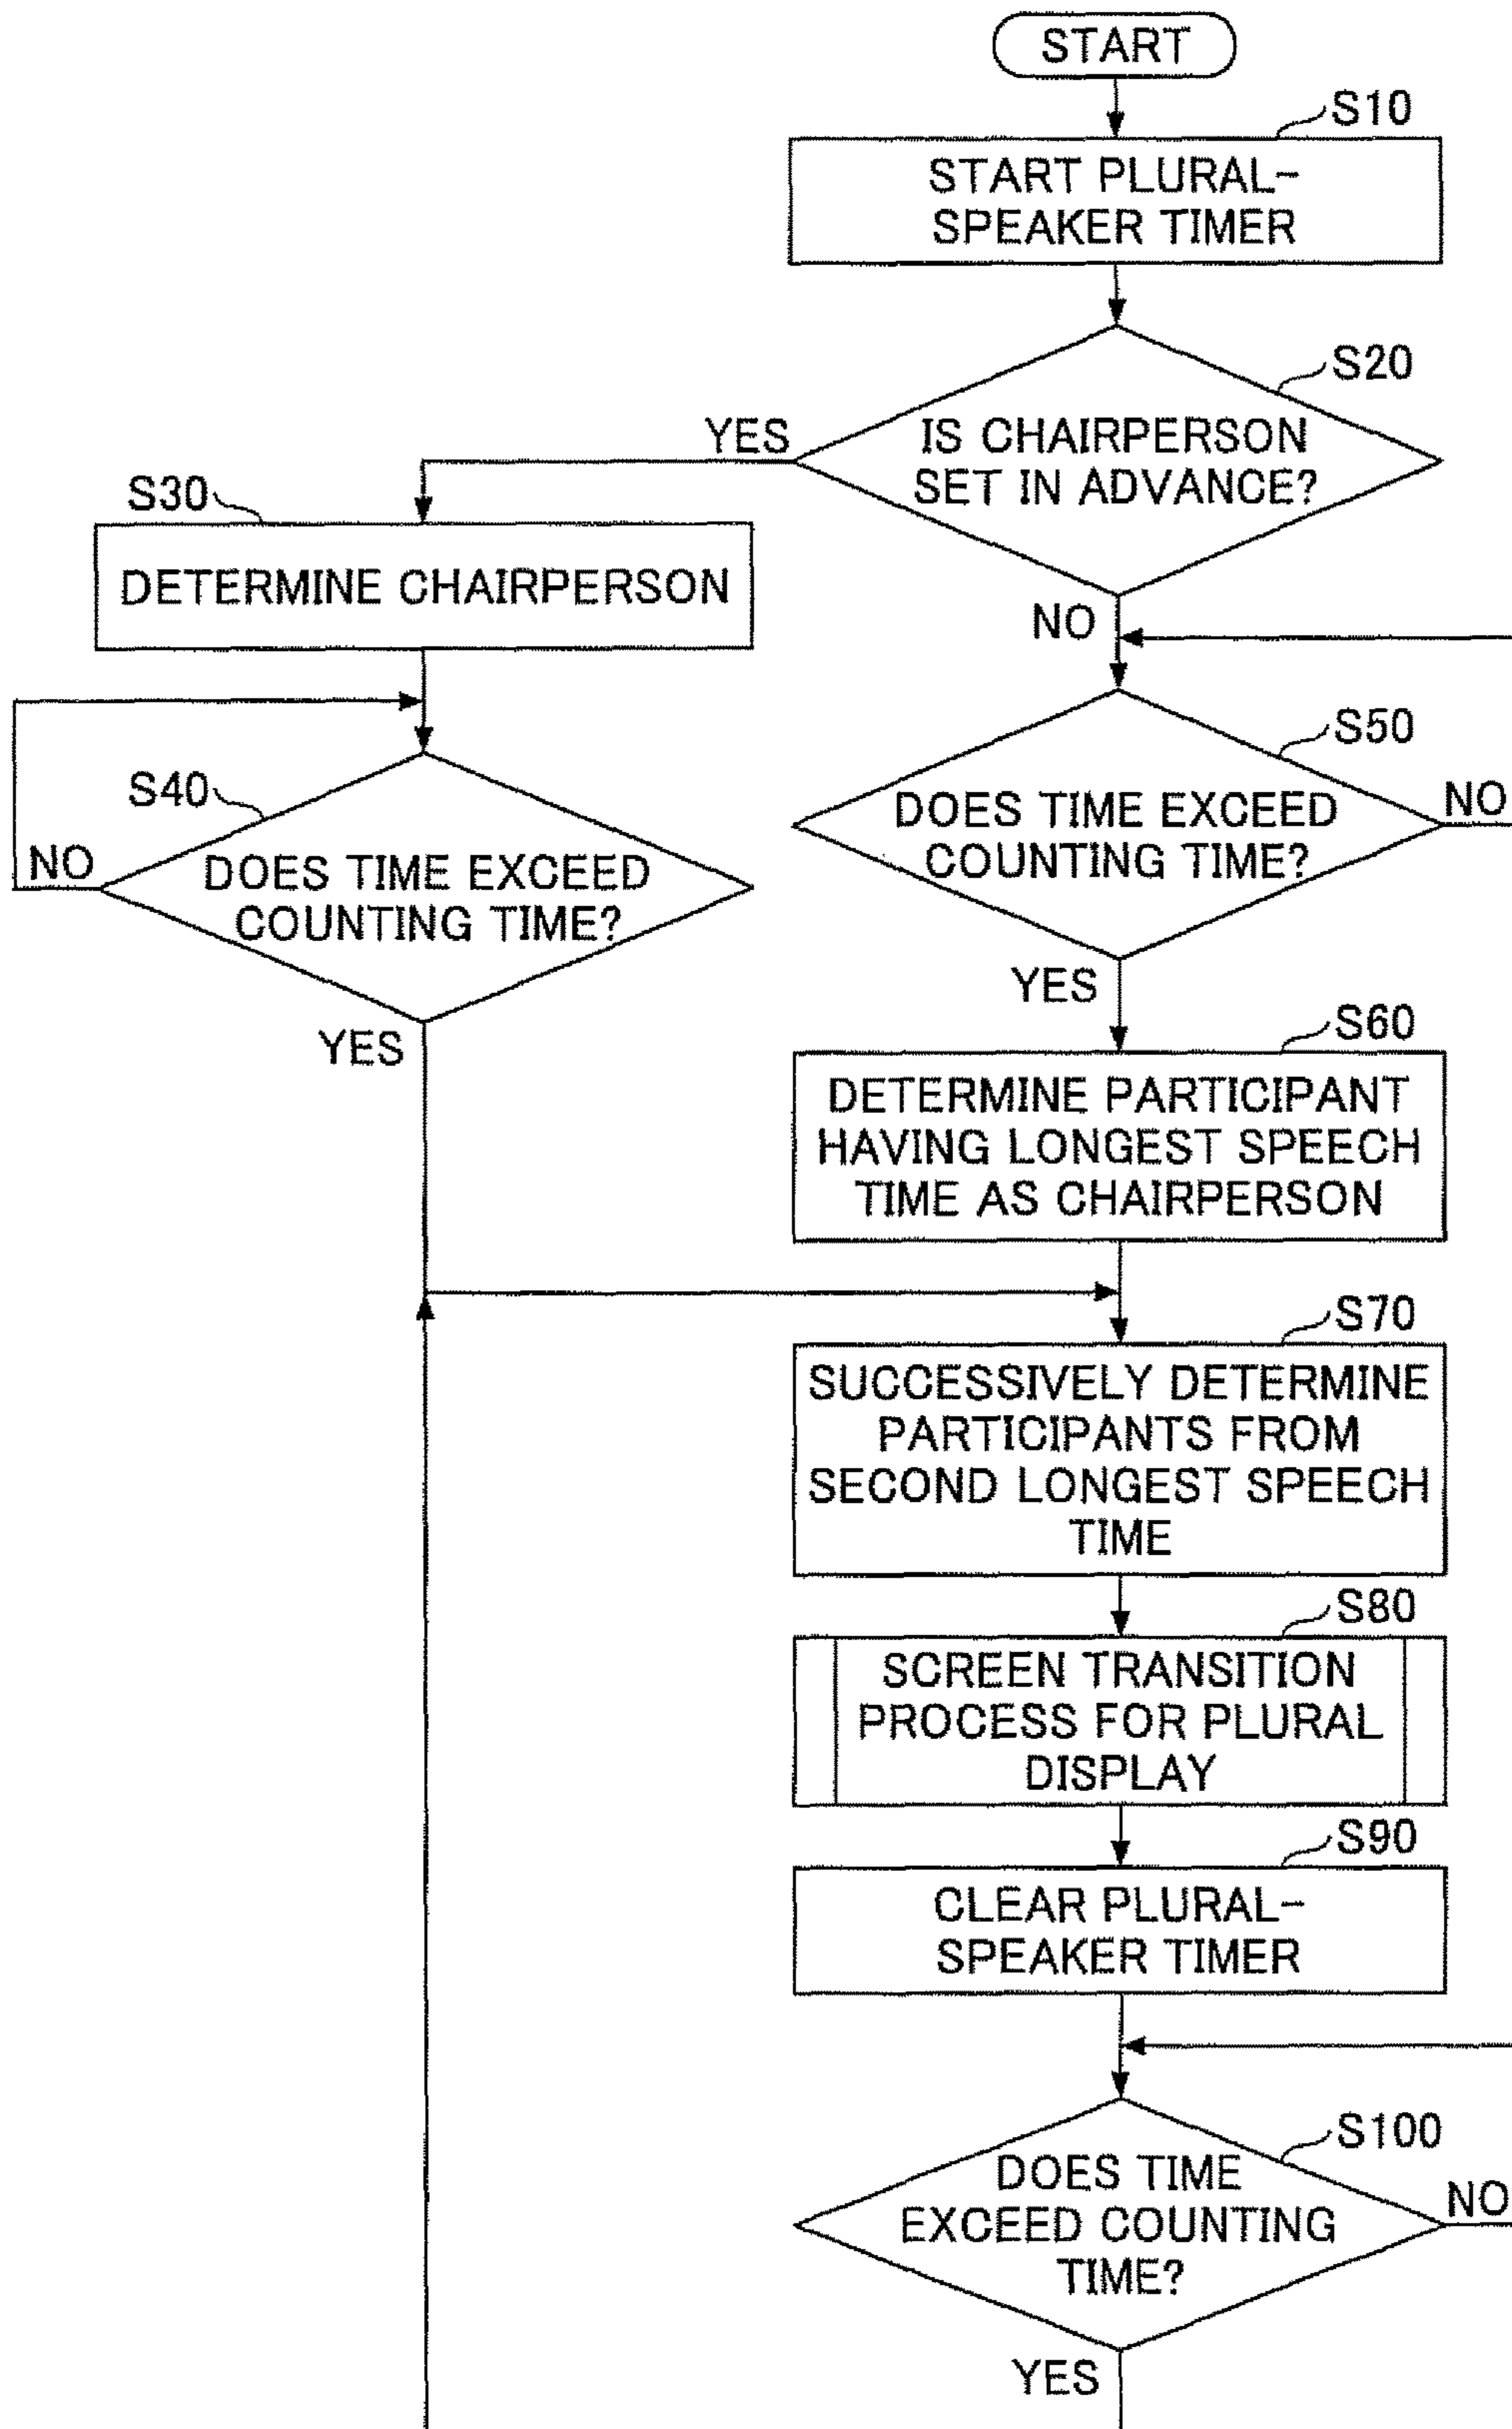 START
S10
START PLURAL-
SPEAKER TIMER
S20
IS CHAIRPERSON
SET IN ADVANCE?
YES
NO
S30
DETERMINE CHAIRPERSON
S40
DOES TIME EXCEED
COUNTING TIME?
NO
YES
S50
DOES TIME EXCEED
COUNTING TIME?
NO
YES
S60
DETERMINE PARTICIPANT
HAVING LONGEST SPEECH
TIME AS CHAIRPERSON
S70
SUCCESSIVELY DETERMINE
PARTICIPANTS FROM
SECOND LONGEST SPEECH
TIME
S80
SCREEN TRANSITION
PROCESS FOR PLURAL
DISPLAY
S90
CLEAR PLURAL-
SPEAKER TIMER
S100
DOES TIME
EXCEED COUNTING
TIME?
NO
YES